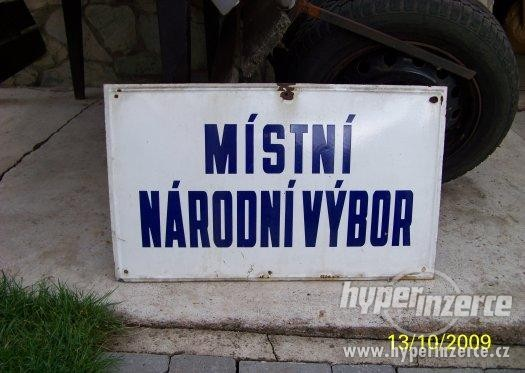 MÍSTNÍ
NÁRODNÍ VÝBOR
hyperinzerce
13/10/2009
www.hyperinzerce.cz